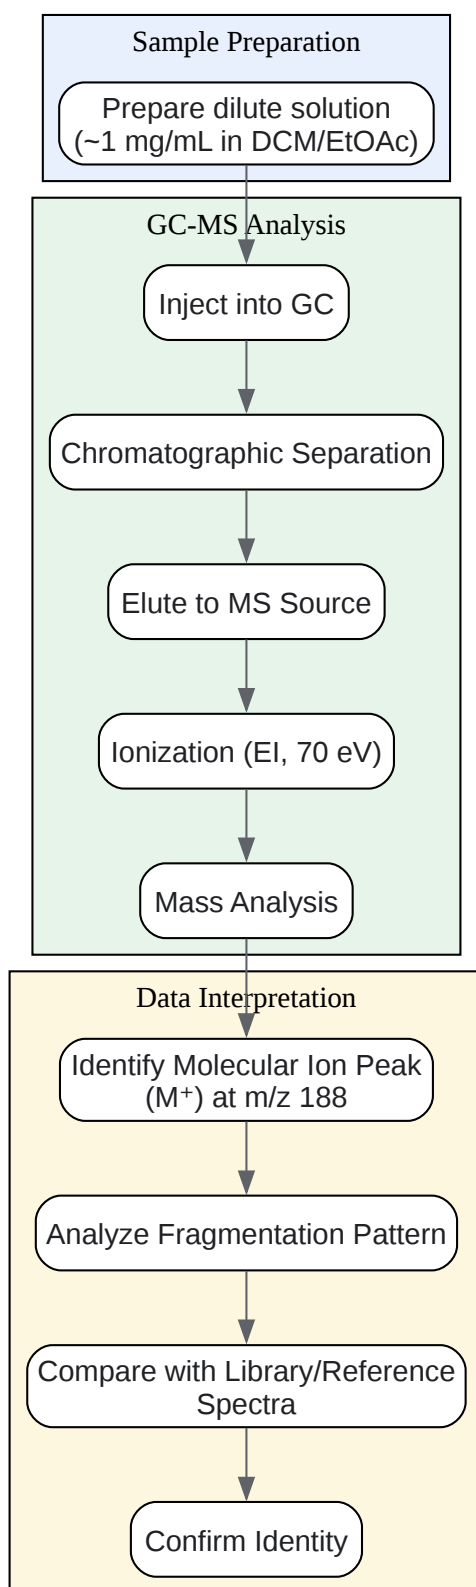 Sample Preparation
Prepare dilute solution
(~1 mg/mL in DCM/EtOAc)
GC-MS Analysis
Inject into GC
Chromatographic Separation
Elute to MS Source
Ionization (EI, 70 eV)
Mass Analysis
Data Interpretation
Identify Molecular Ion Peak
(M⁺) at m/z 188
Analyze Fragmentation Pattern
Compare with Library/Reference
Spectra
Confirm Identity